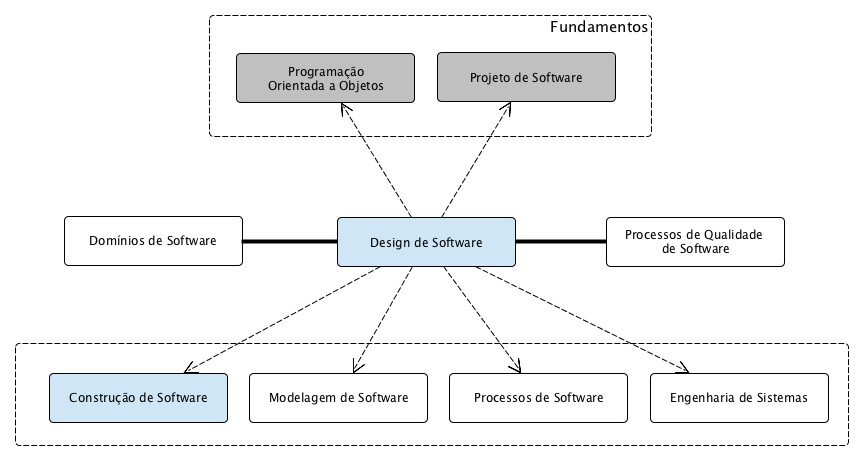 Fundamentos
Programação
Orientada a Objetos
Projeto de Software
Domínios de Software
Design de Software
Processos de Qualidade
de Software
Construção de Software
Modelagem de Software
Processos de Software
Engenharia de Sistemas